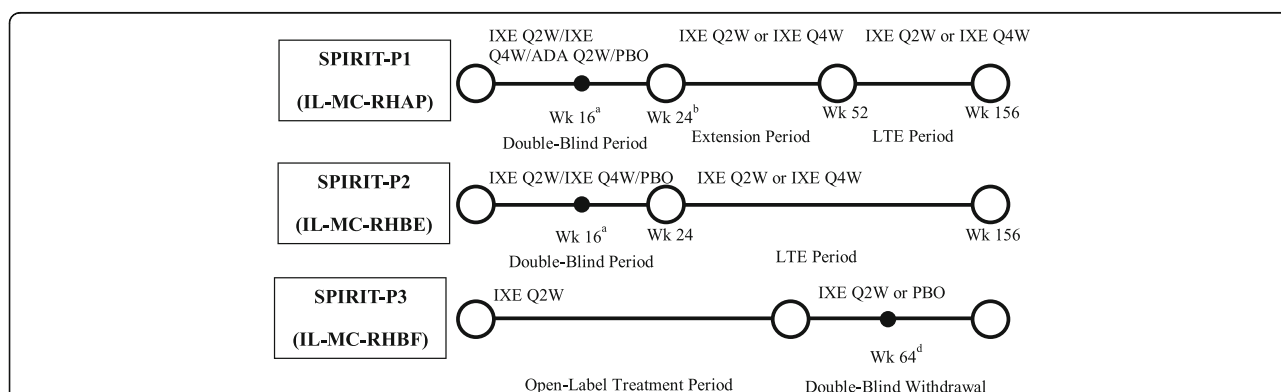 SPIRIT-P1
(IL-MC-RHAP)
IXE Q2W/IXE
Q4W/ADA Q2W/PBO
IXE Q2W or IXE Q4W
IXE Q2W or IXE Q4W
Wk 16a
Wk 24b
Wk 52
Wk 156
Double-Blind Period
Extension Period
LTE Period
SPIRIT-P2
(IL-MC-RHBE)
IXE Q2W/IXE Q4W/PBO
IXE Q2W or IXE Q4W
Wk 16a
Wk 24
Wk 156
Double-Blind Period
LTE Period
SPIRIT-P3
(IL-MC-RHBF)
IXE Q2W
IXE Q2W or PBO
Wk 64d
Open-Label Treatment Period
Double-Blind Withdrawal